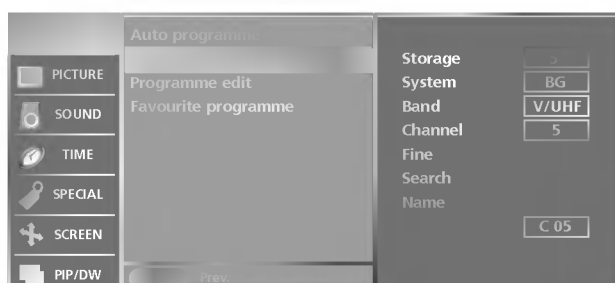 PICTURE
SOUND
TIME
SPECIAL
SCREEN
PIP/DW
Auto programme
Programme edit
Favourite programme
Prev.
Storage 5
System BG
Band V/UHF
Channel 5
Fine
Search
Name
C 05